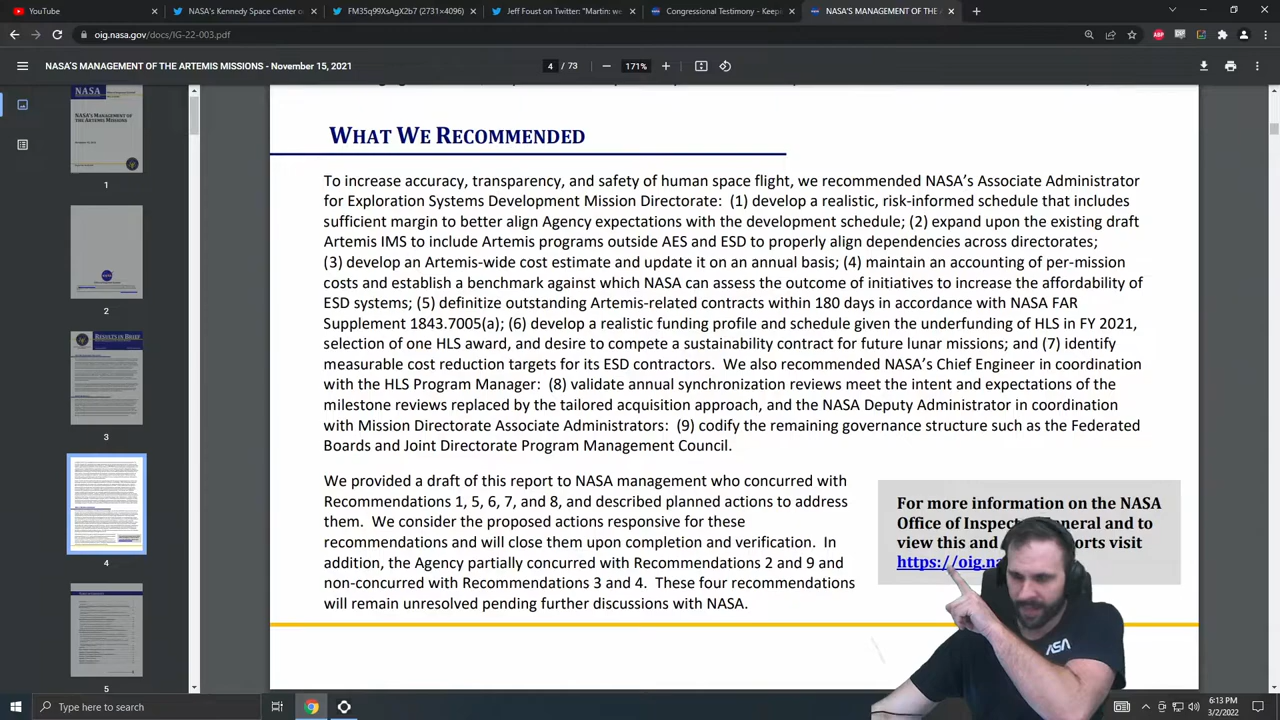 YouTube
NASA's Kennedy Space Center o
FM35q99XsAgX2b7 (2731×4096)
Jeff Foust on Twitter: "Martin: we
Congressional Testimony - Keepi
NASA'S MANAGEMENT OF THE
oig.nasa.gov/docs/IG-22-003.pdf
NASA'S MANAGEMENT OF THE ARTEMIS MISSIONS - November 15, 2021
4 / 73
171%
WHAT WE RECOMMENDED
To increase accuracy, transparency, and safety of human space flight, we recommended NASA's Associate Administrator
for Exploration Systems Development Mission Directorate: (1) develop a realistic, risk-informed schedule that includes
sufficient margin to better align Agency expectations with the development schedule; (2) expand upon the existing draft
Artemis IMS to include Artemis programs outside AES and ESD to properly align dependencies across directorates;
(3) develop an Artemis-wide cost estimate and update it on an annual basis; (4) maintain an accounting of per-mission
costs and establish a benchmark against which NASA can assess the outcome of initiatives to increase the affordability of
ESD systems; (5) definitize outstanding Artemis-related contracts within 180 days in accordance with NASA FAR
Supplement 1843.7005(a); (6) develop a realistic funding profile and schedule given the underfunding of HLS in FY 2021,
selection of one HLS award, and desire to compete a sustainability contract for future lunar missions; and (7) identify
measurable cost reduction targets for its ESD contractors. We also recommended NASA's Chief Engineer in coordination
with the HLS Program Manager: (8) validate annual synchronization reviews meet the intent and expectations of the
milestone reviews replaced by the tailored acquisition approach, and the NASA Deputy Administrator in coordination
with Mission Directorate Associate Administrators: (9) codify the remaining governance structure such as the Federated
Boards and Joint Directorate Program Management Council.
We provided a draft of this report to NASA management who concurred with
Recommendations 1, 5, 6, 7, and 8, and described planned actions to address
them. We consider the proposed actions responsive for these
recommendations and will close them upon completion and verification. In
addition, the Agency partially concurred with Recommendations 2 and 9 and
non-concurred with Recommendations 3 and 4. These four recommendations
will remain unresolved pending further discussions with NASA.
For more information on the NASA
Office of Inspector General and to
view this and ports visit
https://oig.na
NASA
NASA'S MANAGEMENT OF THE
ARTEMIS MISSIONS
1
2
RESULTS IN BRIEF
3
4
5
ASA
Type here to search
6:13 PM
3/2/2022